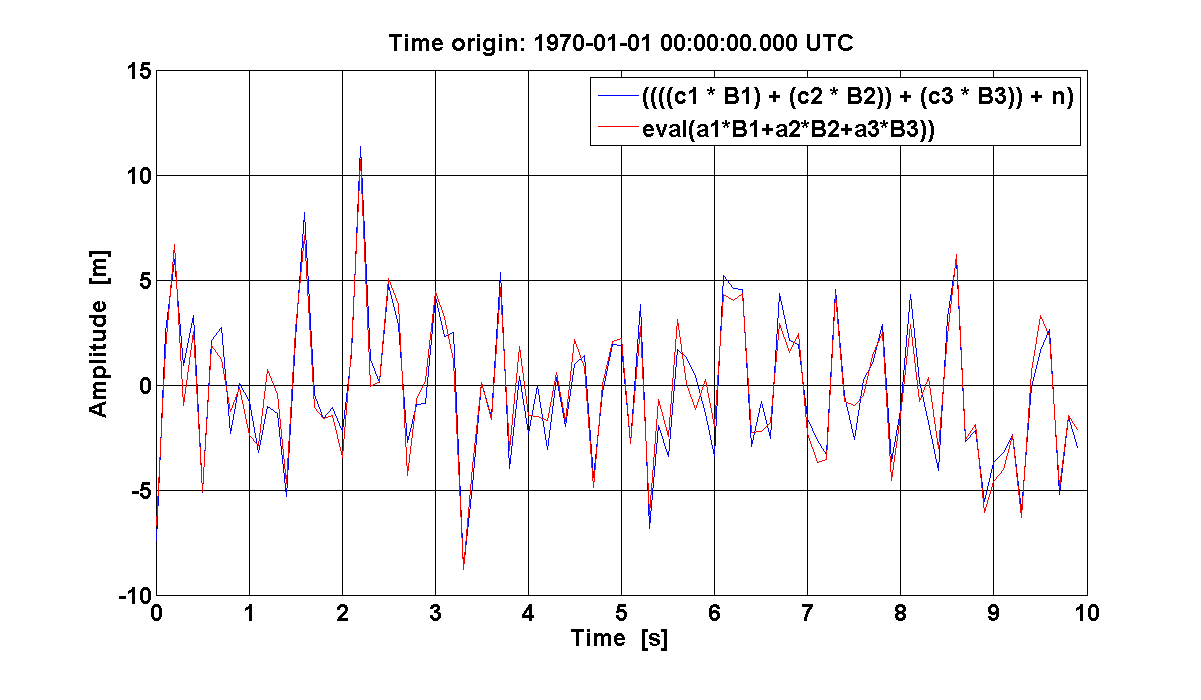 Time origin: 1970-01-01 00:00:00.000 UTC
((((c1 * B1) + (c2 * B2)) + (c3 * B3)) + n)
eval(a1*B1+a2*B2+a3*B3))
Amplitude [m]
15
10
5
0
-5
-10
0 1 2 3 4 5 6 7 8 9 10
Time [s]